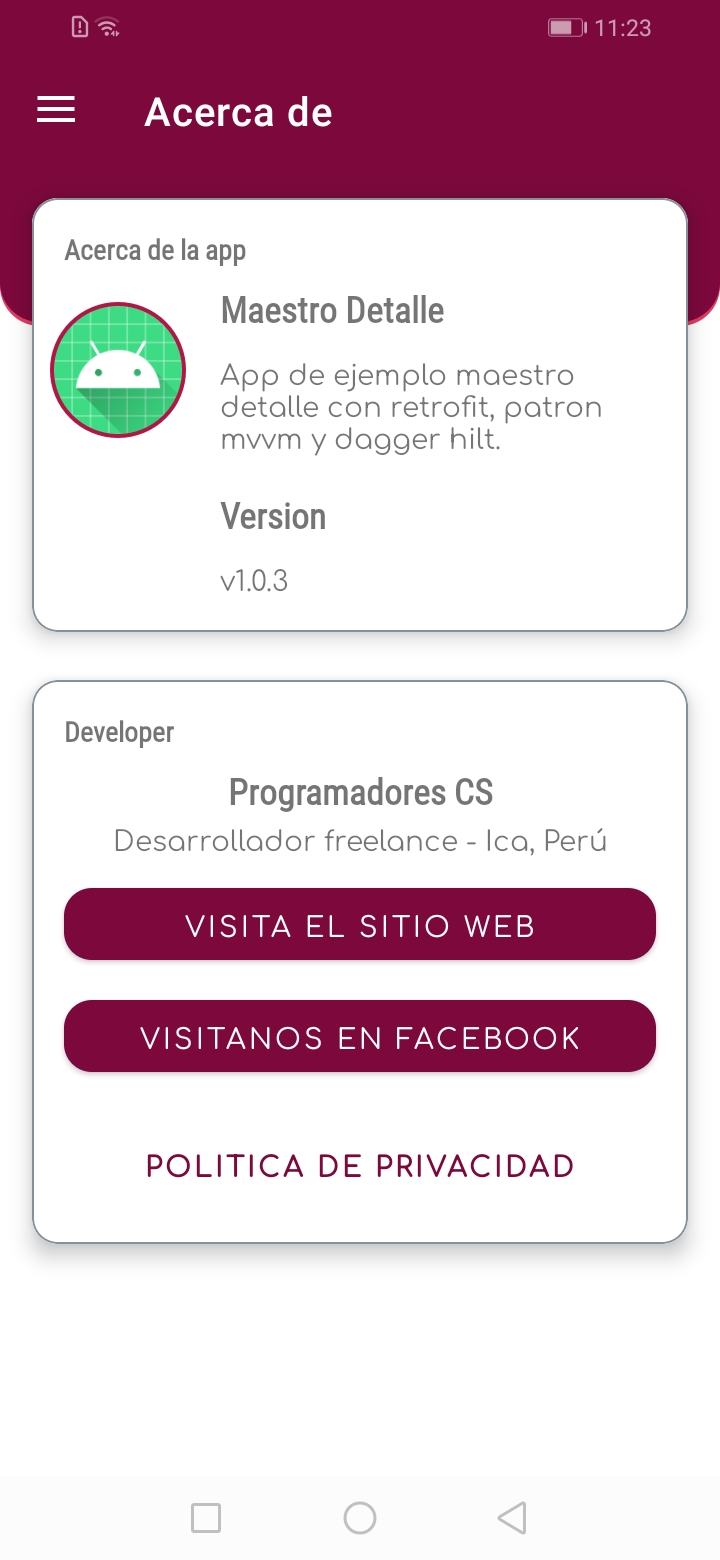 11:23
Acerca de
Acerca de la app
Maestro Detalle
App de ejemplo maestro
detalle con retrofit, patron
mvvm y dagger hilt.
Version
v1.0.3
Developer
Programadores CS
Desarrollador freelance - Ica, Perú
VISITA EL SITIO WEB
VISITANOS EN FACEBOOK
POLITICA DE PRIVACIDAD